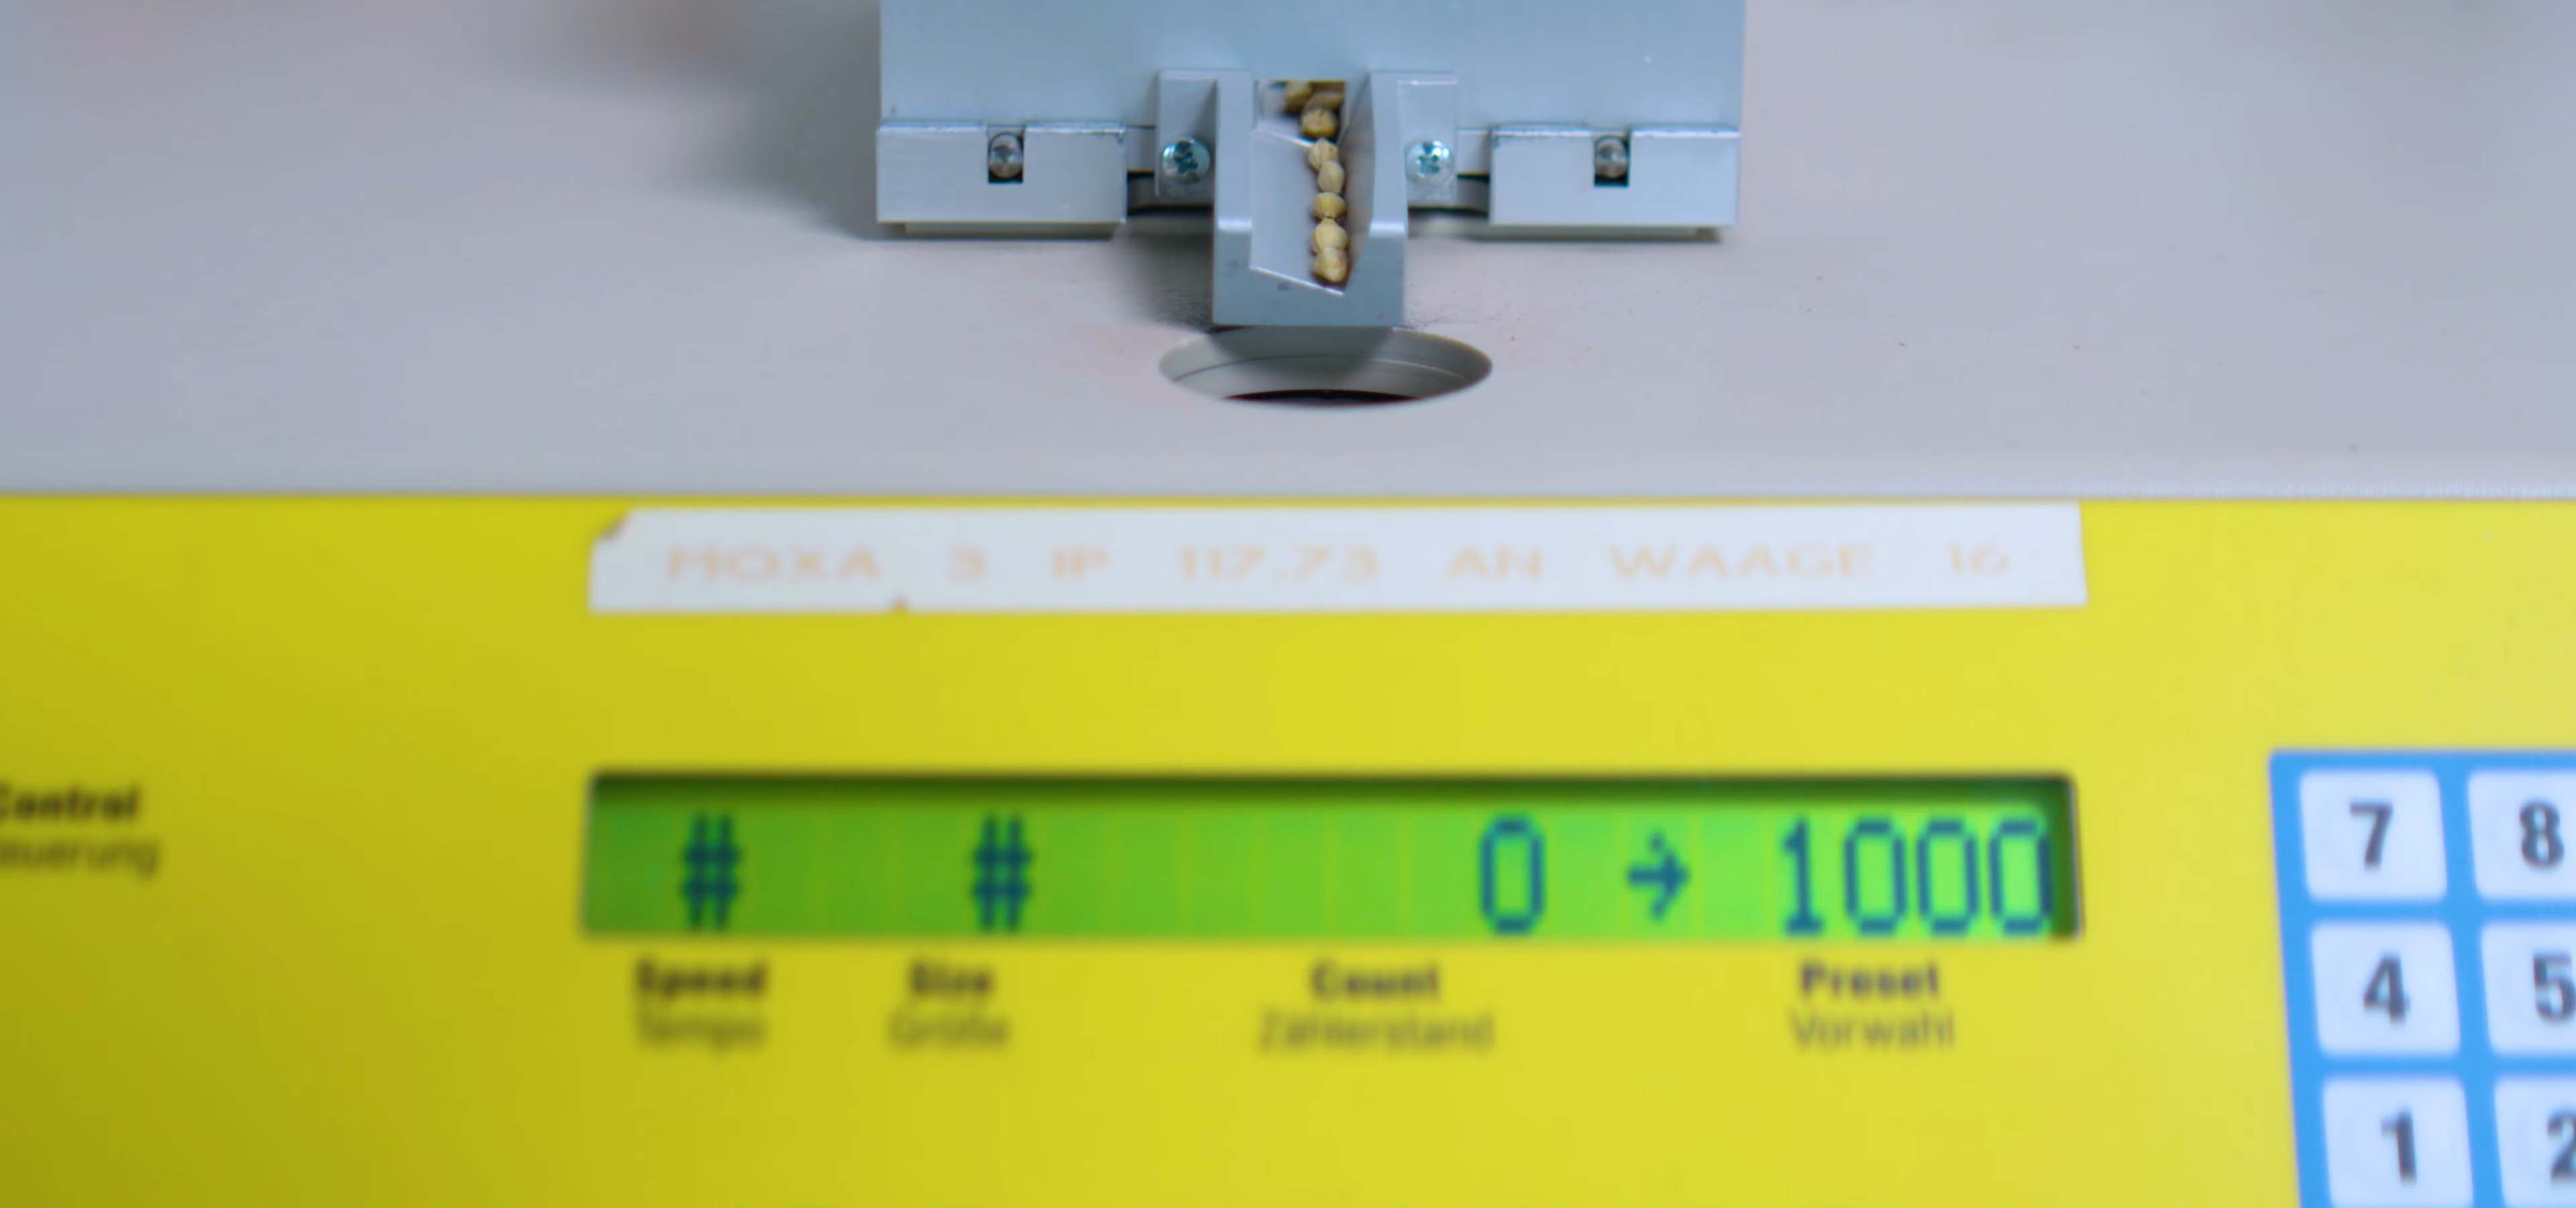 MOXA 3 IP 117.73 AN WAAGE 16
Control
# # 0 → 1000
Speed Size Count Preset
Tempo Größe Zählerstand Vorwahl
7 8
4 5
1 2